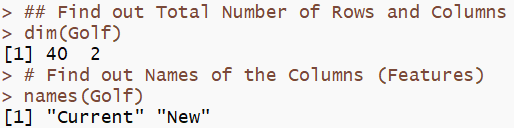 > ## Find out Total Number of Rows and Columns
> dim(Golf)
[1] 40  2
> # Find out Names of the Columns (Features)
> names(Golf)
[1] "Current" "New"